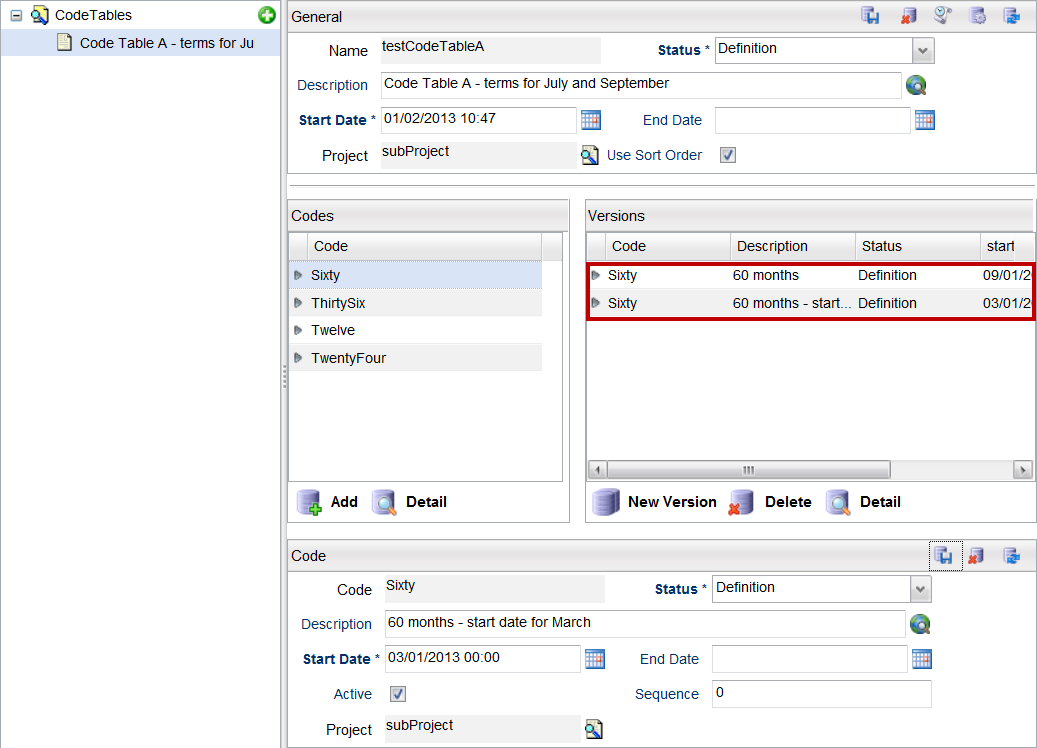 CodeTables
Code Table A - terms for Ju
General
Name testCodeTableA Status * Definition
Description Code Table A - terms for July and September
Start Date * 01/02/2013 10:47 End Date
Project subProject Use Sort Order
Codes
Code
Sixty
ThirtySix
Twelve
TwentyFour
Add Detail
Versions
Code Description Status start
Sixty 60 months Definition 09/01/2
Sixty 60 months - start... Definition 03/01/2
New Version Delete Detail
Code
Code Sixty Status * Definition
Description 60 months - start date for March
Start Date * 03/01/2013 00:00 End Date
Active Sequence 0
Project subProject